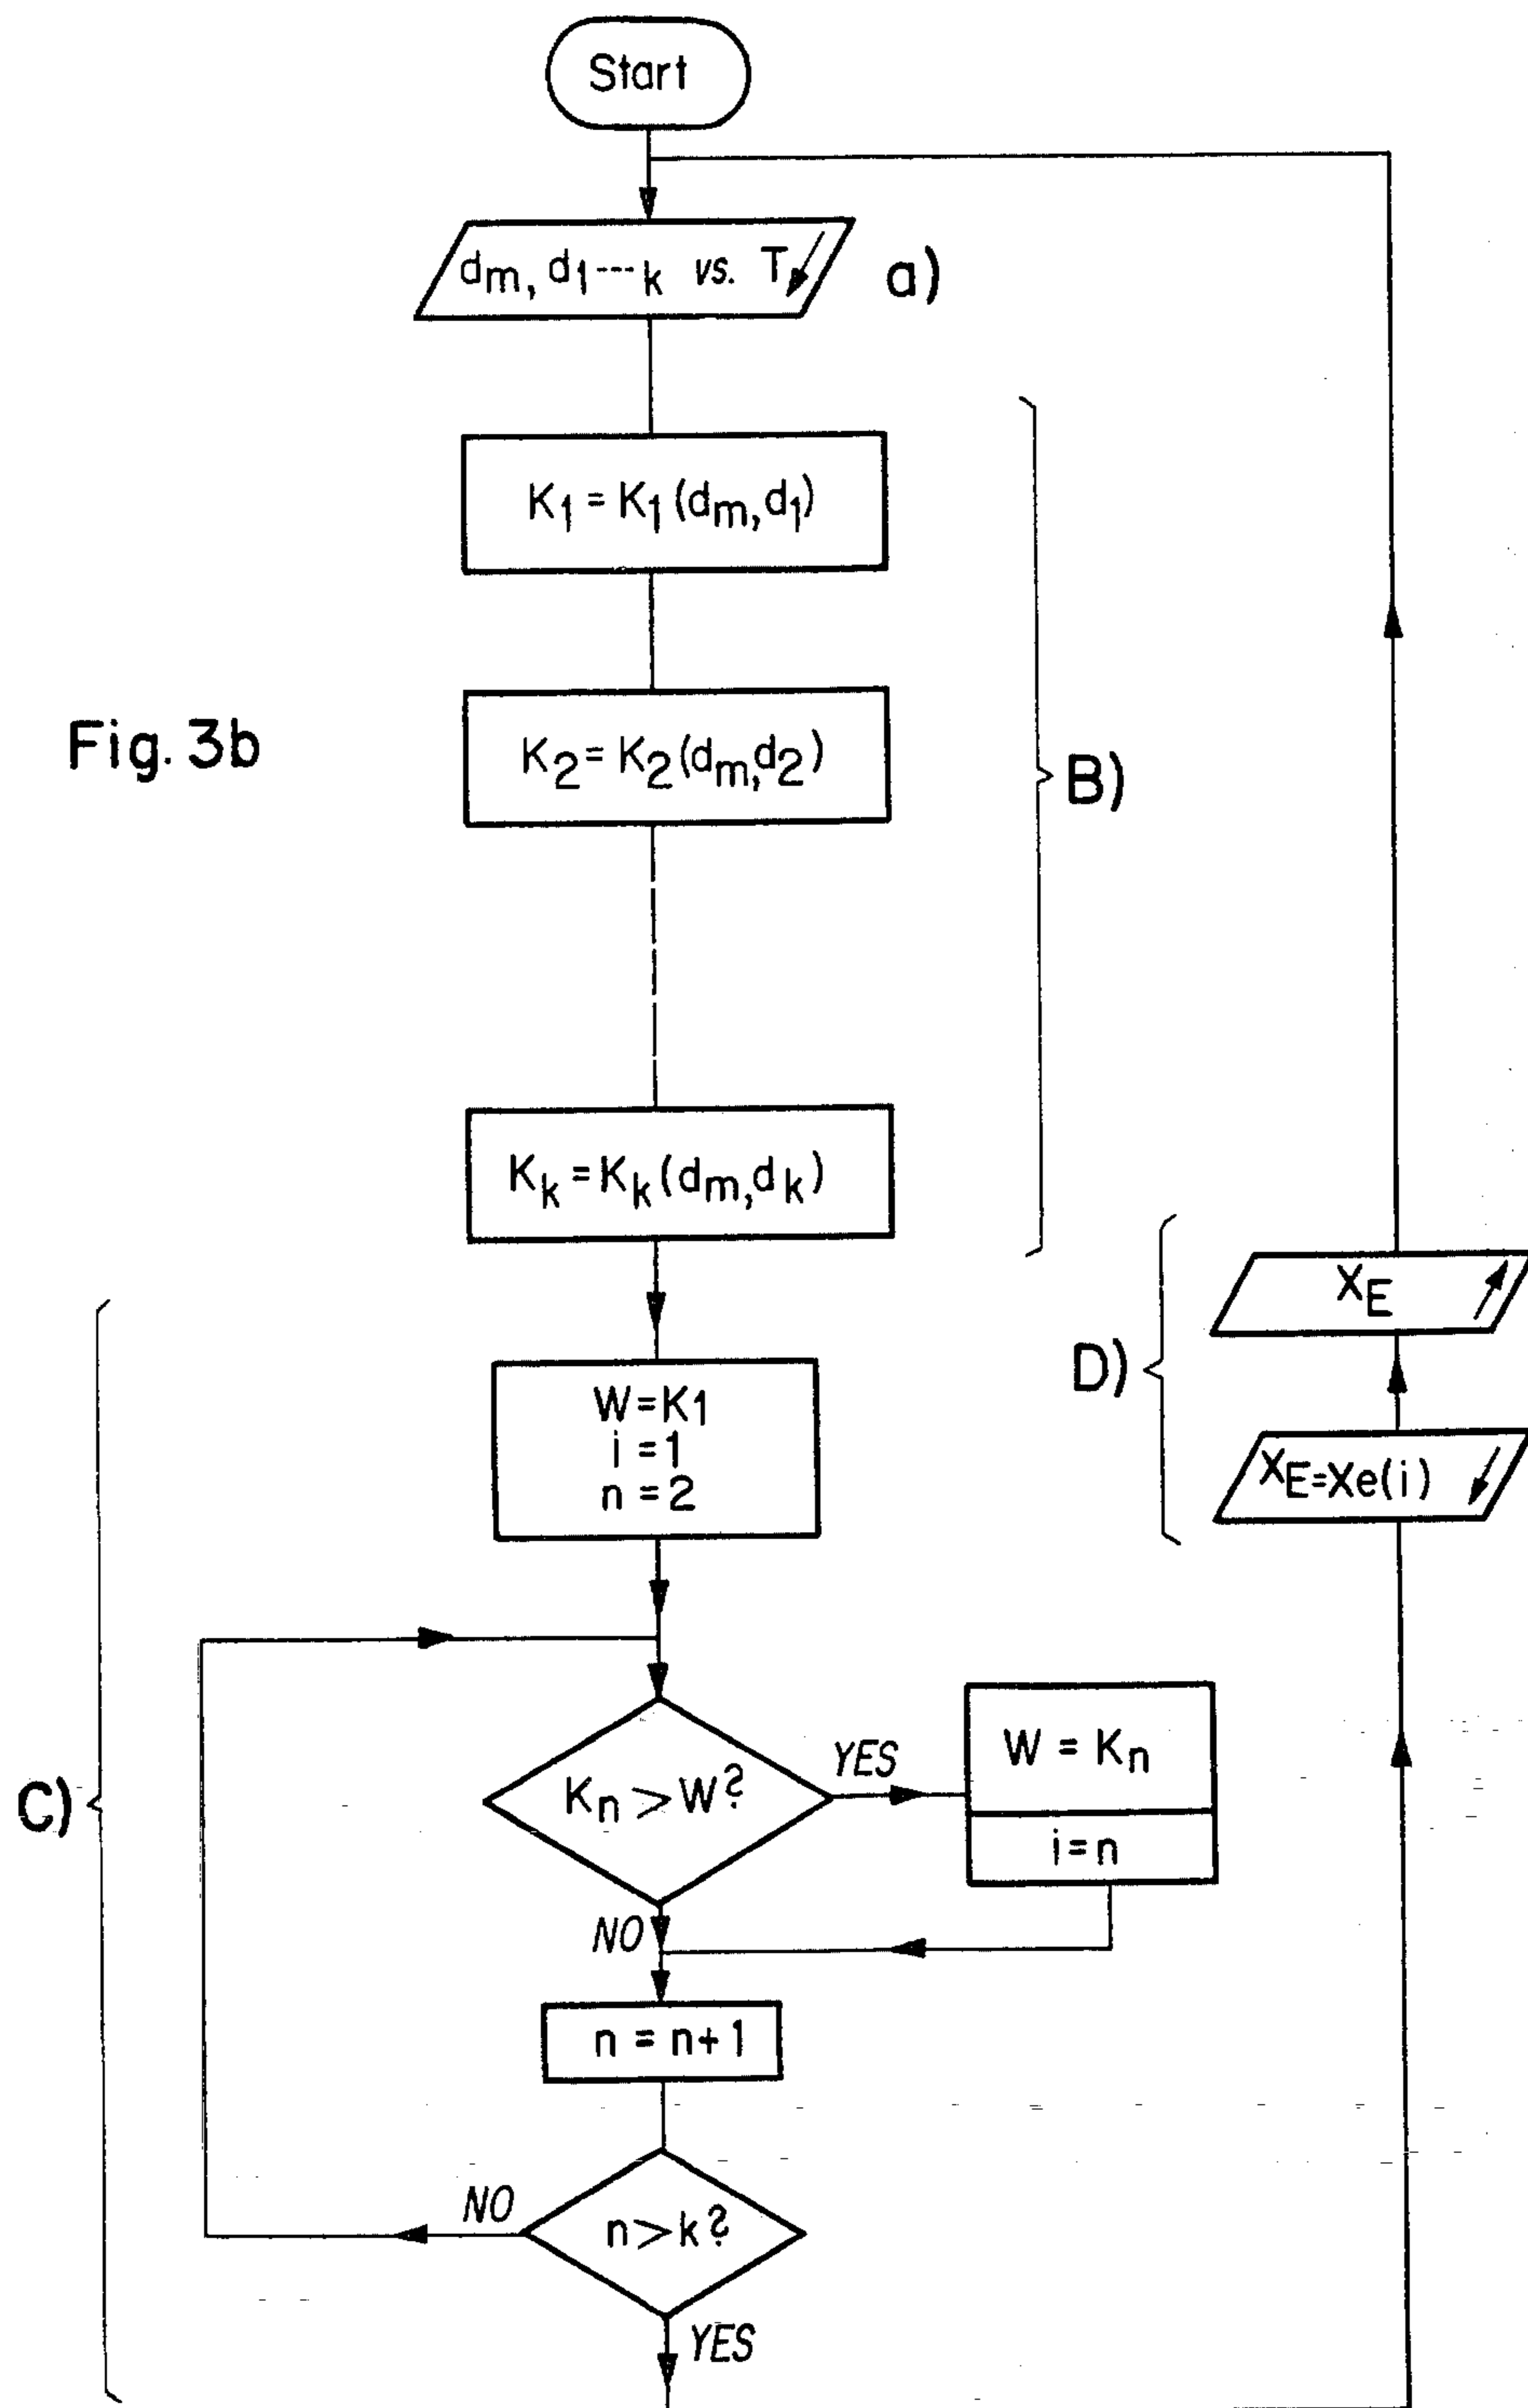 Start
dm, d1---k vs. T
a)
K1 = K1 (dm, d1)
Fig. 3b
K2 = K2 (dm, d2)
B)
Kk = Kk (dm, dk)
XE
D)
W = K1
i = 1
n = 2
XE = Xe(i)
C)
Kn > W?
YES
W = Kn
i = n
NO
n = n+1
NO
n > k?
YES